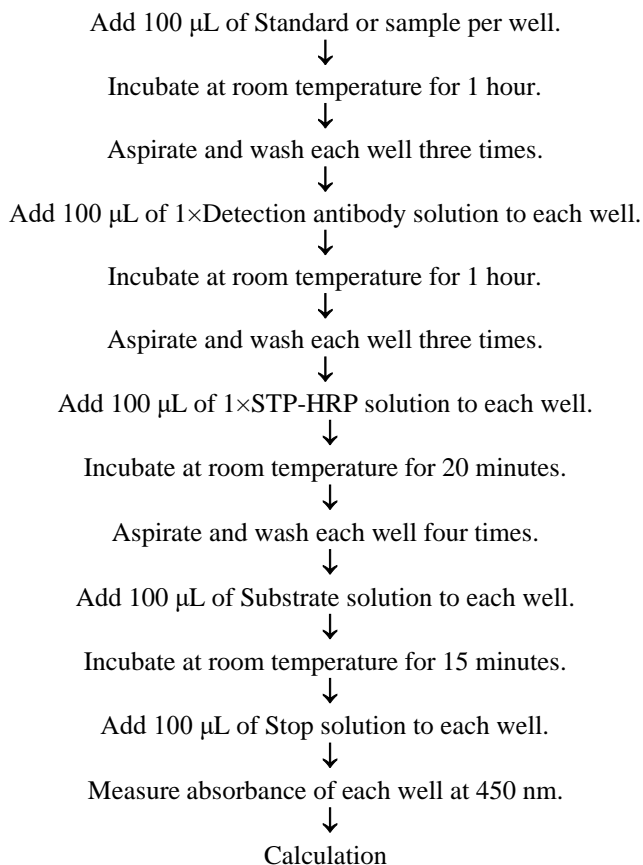 Add 100 μL of Standard or sample per well.
↓
Incubate at room temperature for 1 hour.
↓
Aspirate and wash each well three times.
↓
Add 100 μL of 1×Detection antibody solution to each well.
↓
Incubate at room temperature for 1 hour.
↓
Aspirate and wash each well three times.
↓
Add 100 μL of 1×STP-HRP solution to each well.
↓
Incubate at room temperature for 20 minutes.
↓
Aspirate and wash each well four times.
↓
Add 100 μL of Substrate solution to each well.
↓
Incubate at room temperature for 15 minutes.
↓
Add 100 μL of Stop solution to each well.
↓
Measure absorbance of each well at 450 nm.
↓
Calculation